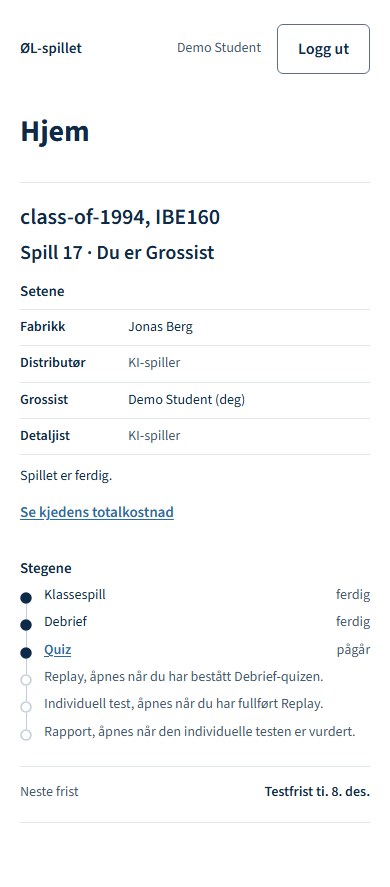 ØL-spillet Demo Student Logg ut
Hjem
class-of-1994, IBE160
Spill 17 · Du er Grossist
Setene
Fabrikk Jonas Berg
Distributør KI-spiller
Grossist Demo Student (deg)
Detaljist KI-spiller
Spillet er ferdig.
Se kjedens totalkostnad
Stegene
Klassespill ferdig
Debrief ferdig
Quiz pågår
Replay, åpnes når du har bestått Debrief-quizen.
Individuell test, åpnes når du har fullført Replay.
Rapport, åpnes når den individuelle testen er vurdert.
Neste frist Testfrist ti. 8. des.